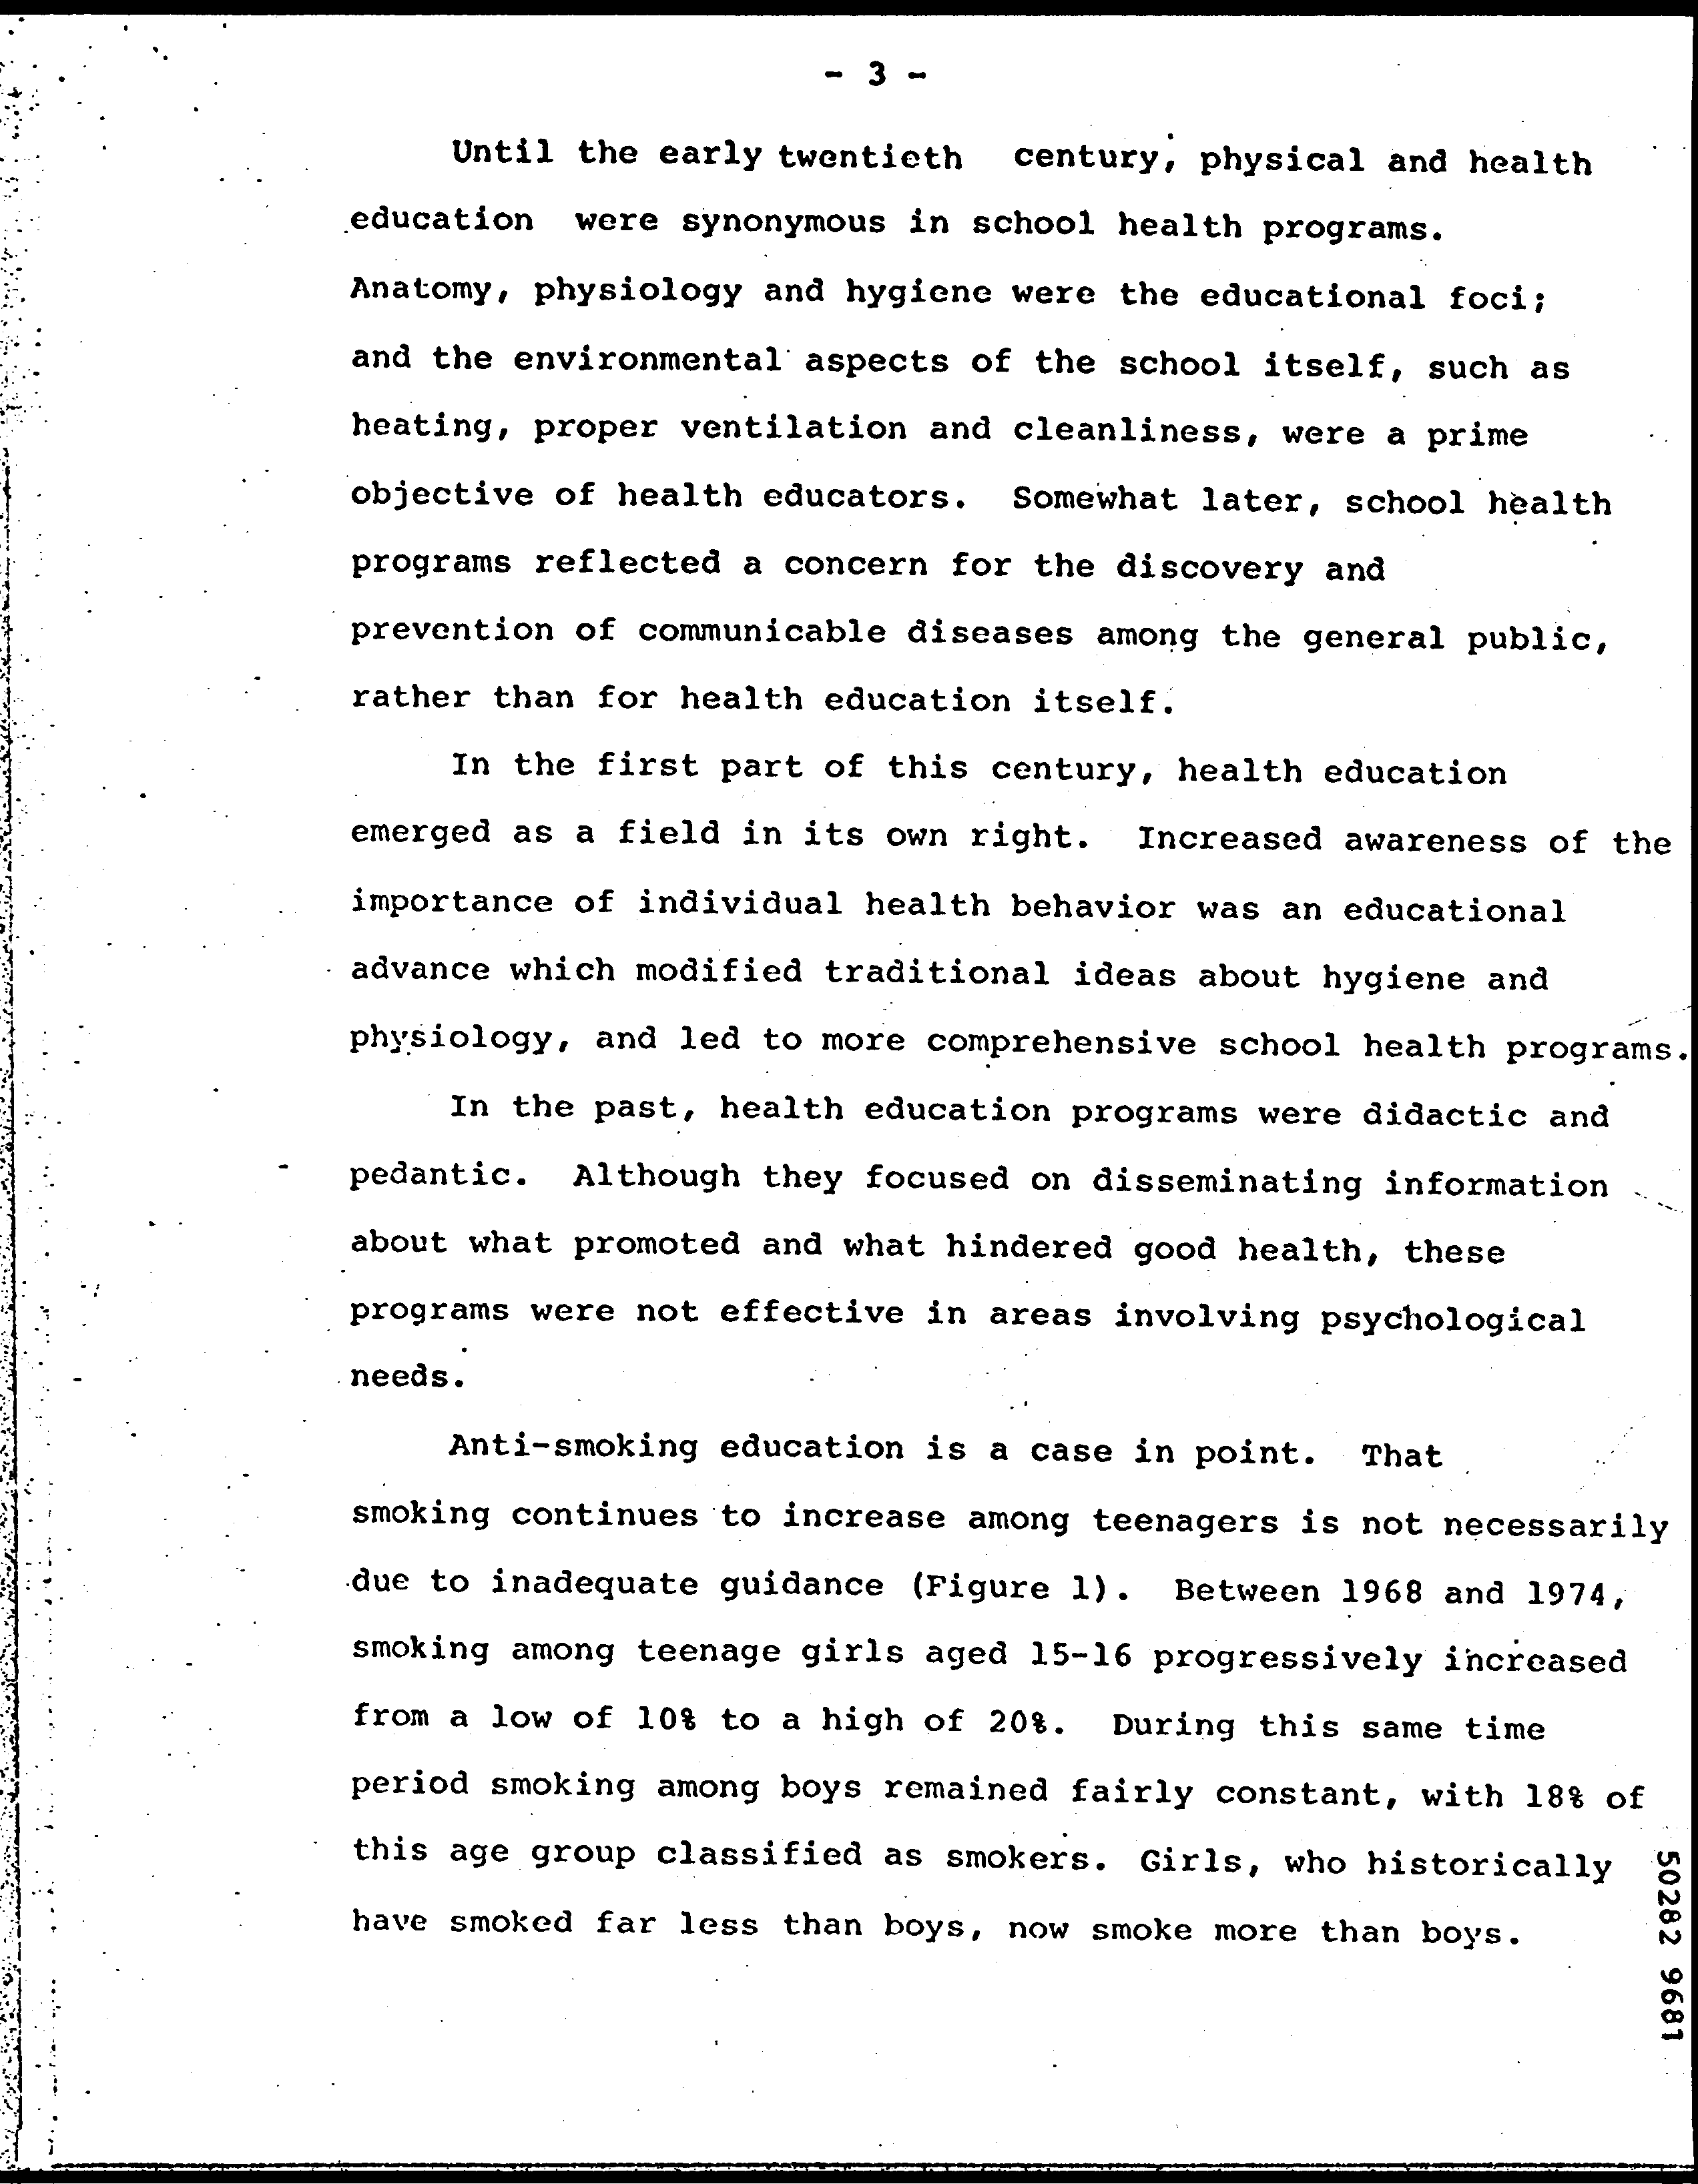 - 3 -
Until the early twentieth century, physical and health
education were synonymous in school health programs.
Anatomy, physiology and hygiene were the educational foci;
and the environmental aspects of the school itself, such as
heating, proper ventilation and cleanliness, were a prime
objective of health educators. Somewhat later, school health
programs reflected a concern for the discovery and
prevention of communicable diseases among the general public,
rather than for health education itself.
In the first part of this century, health education
emerged as a field in its own right. Increased awareness of the
importance of individual health behavior was an educational
advance which modified traditional ideas about hygiene and
physiology, and led to more comprehensive school health programs.
In the past, health education programs were didactic and
pedantic. Although they focused on disseminating information
about what promoted and what hindered good health, these
programs were not effective in areas involving psychological
needs.
Anti-smoking education is a case in point. That
smoking continues to increase among teenagers is not necessarily
due to inadequate guidance (Figure 1). Between 1968 and 1974,
smoking among teenage girls aged 15-16 progressively increased
from a low of 10% to a high of 20%. During this same time
period smoking among boys remained fairly constant, with 18% of
this age group classified as smokers. Girls, who historically
have smoked far less than boys, now smoke more than boys.
50282 9681